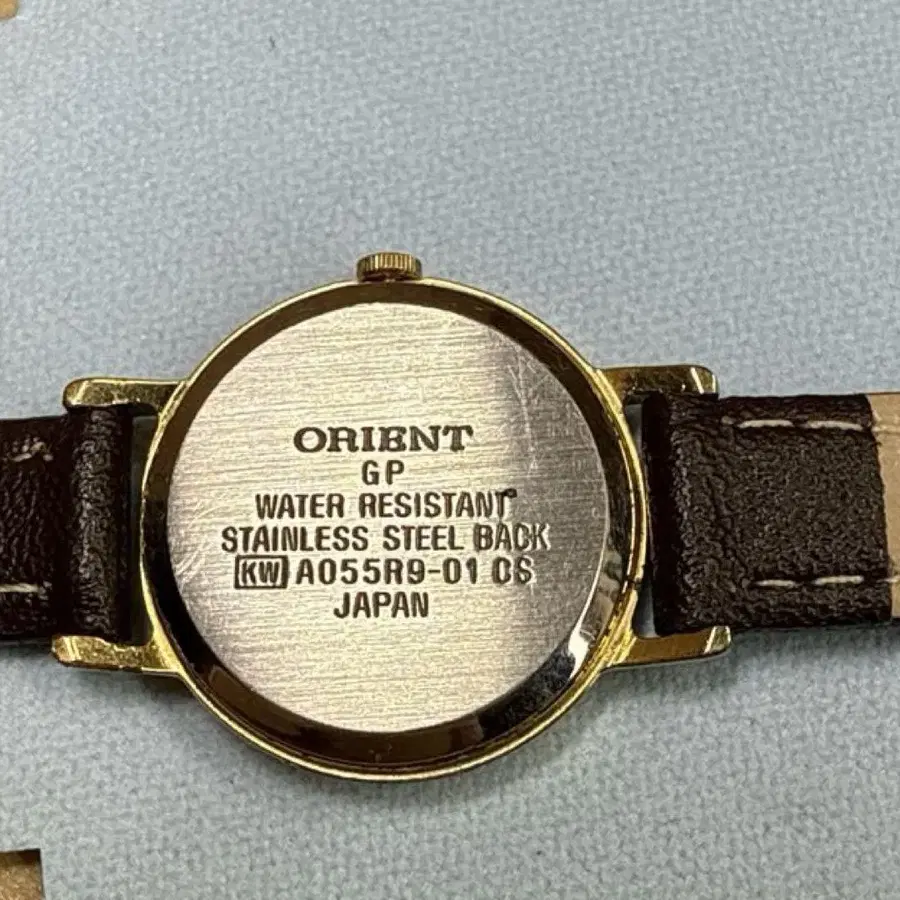 ORIENT
GP
WATER RESISTANT
STAINLESS STEEL BACK
KW A055R9-01 CS
JAPAN